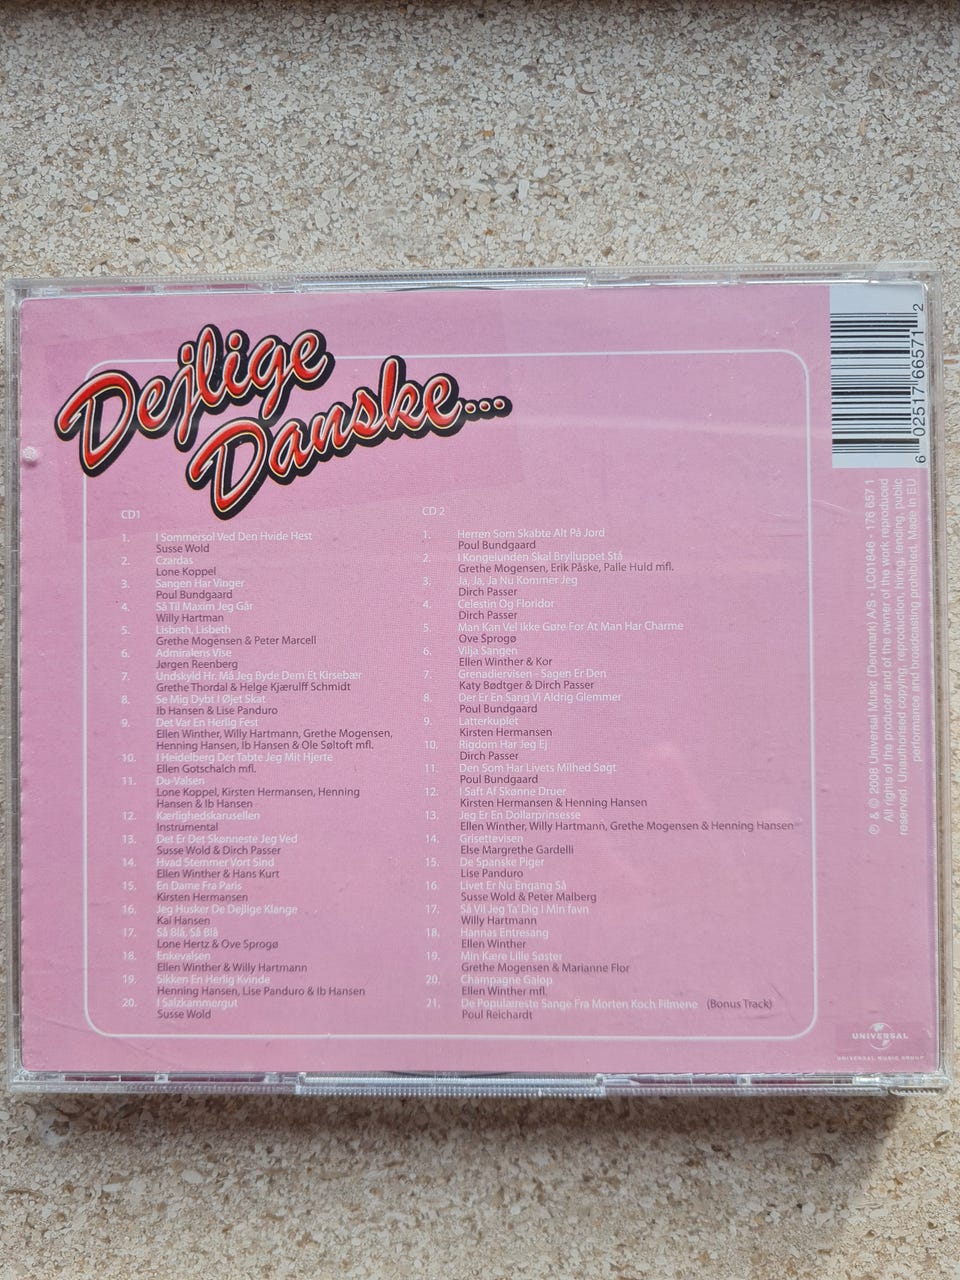 Dejlige
Danske...
CD1
1. I Sommersol Ved Den Hvide Hest
Susse Wold
2. Czardas
Lone Koppel
3. Sangen Har Vinger
Poul Bundgaard
4. Så Til Maxim Jeg Går
Willy Hartman
5. Lisbeth, Lisbeth
Grethe Mogensen & Peter Marcell
6. Admiralens Vise
Jørgen Reenberg
7. Undskyld Hr. Må Jeg Byde Dem Et Kirsebær
Grethe Thordal & Helge Kjærulff Schmidt
8. Se Mig Dybt I Øjet Skat
Ib Hansen & Lise Panduro
9. Det Var En Herlig Fest
Ellen Winther, Willy Hartmann, Grethe Mogensen,
Henning Hansen, Ib Hansen & Ole Søltoft mfl.
10. I Heidelberg Der Tabte Jeg Mit Hjerte
Ellen Gotschalch mfl.
11. Du-Valsen
Lone Koppel, Kirsten Hermansen, Henning
Hansen & Ib Hansen
12. Kærlighedskarusellen
Instrumental
13. Det Er Det Skønneste Jeg Ved
Susse Wold & Dirch Passer
14. Hvad Stemmer Vort Sind
Ellen Winther & Hans Kurt
15. En Dame Fra Paris
Kirsten Hermansen
16. Jeg Husker De Dejlige Klange
Kai Hansen
17. Så Blå, Så Blå
Lone Hertz & Ove Sprogø
18. Enkevalsen
Ellen Winther & Willy Hartmann
19. Sikken En Herlig Kvinde
Henning Hansen, Lise Panduro & Ib Hansen
20. I Salzkammergut
Susse Wold
CD 2
1. Herren Som Skabte Alt På Jord
Poul Bundgaard
2. I Kongelunden Skal Brylluppet Stå
Grethe Mogensen, Erik Påske, Palle Huld mfl.
3. Ja, Ja, Ja Nu Kommer Jeg
Dirch Passer
4. Celestin Og Floridor
Dirch Passer
5. Man Kan Vel Ikke Gøre For At Man Har Charme
Ove Sprogø
6. Vilja Sangen
Ellen Winther & Kor
7. Grenadiervisen - Sagen Er Den
Katy Bødtger & Dirch Passer
8. Der Er En Sang Vi Aldrig Glemmer
Poul Bundgaard
9. Latterkuplet
Kirsten Hermansen
10. Rigdom Har Jeg Ej
Dirch Passer
11. Den Som Har Livets Milhed Søgt
Poul Bundgaard
12. I Saft Af Skønne Druer
Kirsten Hermansen & Henning Hansen
13. Jeg Er En Dollarprinsesse
Ellen Winther, Willy Hartmann, Grethe Mogensen & Henning Hansen
14. Grisettevisen
Else Margrethe Gardelli
15. De Spanske Piger
Lise Panduro
16. Livet Er Nu Engang Så
Susse Wold & Peter Malberg
17. Så Vil Jeg Ta' Dig I Min favn
Willy Hartmann
18. Hannas Entresang
Ellen Winther
19. Min Kære Lille Søster
Grethe Mogensen & Marianne Flor
20. Champagne Galop
Ellen Winther mfl.
21. De Populæreste Sange Fra Morten Koch Filmene (Bonus Track)
Poul Reichardt
6 02517 66571 2
℗ & © 2008 Universal Music (Denmark) A/S - LC01846 - 176 657 1
All rights of the producer and of the owner of the work reproduced
reserved. Unauthorised copying, reproduction, hiring, lending, public
performance and broadcasting prohibited. Made in EU
UNIVERSAL
UNIVERSAL MUSIC GROUP